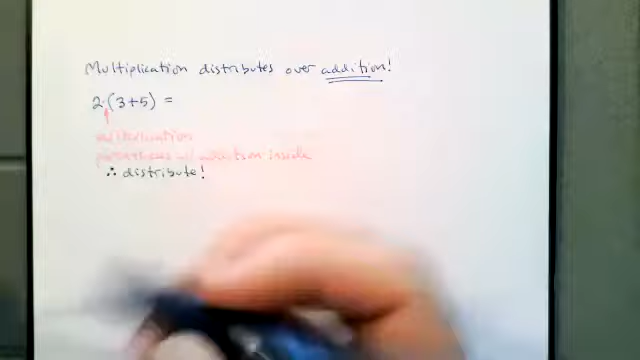 Multiplication distributes over addition!
2·(3+5) =
multiplication
parentheses w/ addition inside
∴ distribute!